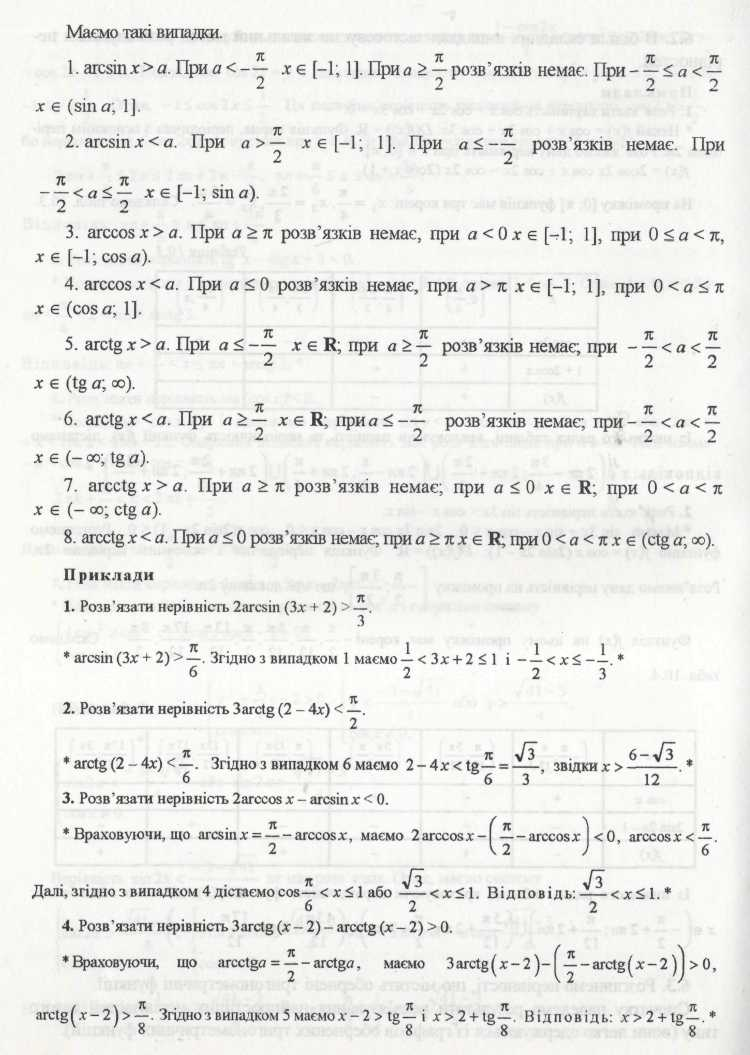 Маємо такі випадки.
1. arcsin x > a. При a < −π/2 x ∈ [−1; 1]. При a ≥ π/2 розв’язків немає. При −π/2 ≤ a < π/2
x ∈ (sin a; 1].
2. arcsin x < a. При a > π/2 x ∈ [−1; 1]. При a ≤ −π/2 розв’язків немає. При
−π/2 < a ≤ π/2 x ∈ [−1; sin a).
3. arccos x > a. При a ≥ π розв’язків немає, при a < 0 x ∈ [−1; 1], при 0 ≤ a < π,
x ∈ [−1; cos a).
4. arccos x < a. При a ≤ 0 розв’язків немає, при a > π x ∈ [−1; 1], при 0 < a ≤ π
x ∈ (cos a; 1].
5. arctg x > a. При a ≤ −π/2 x ∈ R; при a ≥ π/2 розв’язків немає; при −π/2 < a < π/2
x ∈ (tg a; ∞).
6. arctg x < a. При a ≥ π/2 x ∈ R; при a ≤ −π/2 розв’язків немає; при −π/2 < a < π/2
x ∈ (− ∞; tg a).
7. arcctg x > a. При a ≥ π розв’язків немає; при a ≤ 0 x ∈ R; при 0 < a < π
x ∈ (− ∞; ctg a).
8. arcctg x < a. При a ≤ 0 розв’язків немає; при a ≥ π x ∈ R; при 0 < a < π x ∈ (ctg a; ∞).
Приклади
1. Розв’язати нерівність 2arcsin (3x + 2) > π/3.
* arcsin (3x + 2) > π/6. Згідно з випадком 1 маємо 1/2 < 3x + 2 ≤ 1 і −1/2 < x ≤ −1/3. *
2. Розв’язати нерівність 3arctg (2 − 4x) < π/2.
* arctg (2 − 4x) < π/6. Згідно з випадком 6 маємо 2 − 4x < tg π/6 = √3/3, звідки x > (6−√3)/12. *
3. Розв’язати нерівність 2arccos x − arcsin x < 0.
* Враховуючи, що arcsin x = π/2 − arccos x, маємо 2 arccos x − (π/2 − arccos x) < 0, arccos x < π/6.
Далі, згідно з випадком 4 дістаємо cos π/6 < x ≤ 1 або √3/2 < x ≤ 1. Відповідь: √3/2 < x ≤ 1. *
4. Розв’язати нерівність 3arctg (x − 2) − arcctg (x − 2) > 0.
* Враховуючи, що arcctga = π/2 − arctga, маємо 3arctg(x − 2) − (π/2 − arctg(x − 2)) > 0,
arctg(x − 2) > π/8. Згідно з випадком 5 маємо x − 2 > tg π/8 і x > 2 + tg π/8. Відповідь: x > 2 + tg π/8. *